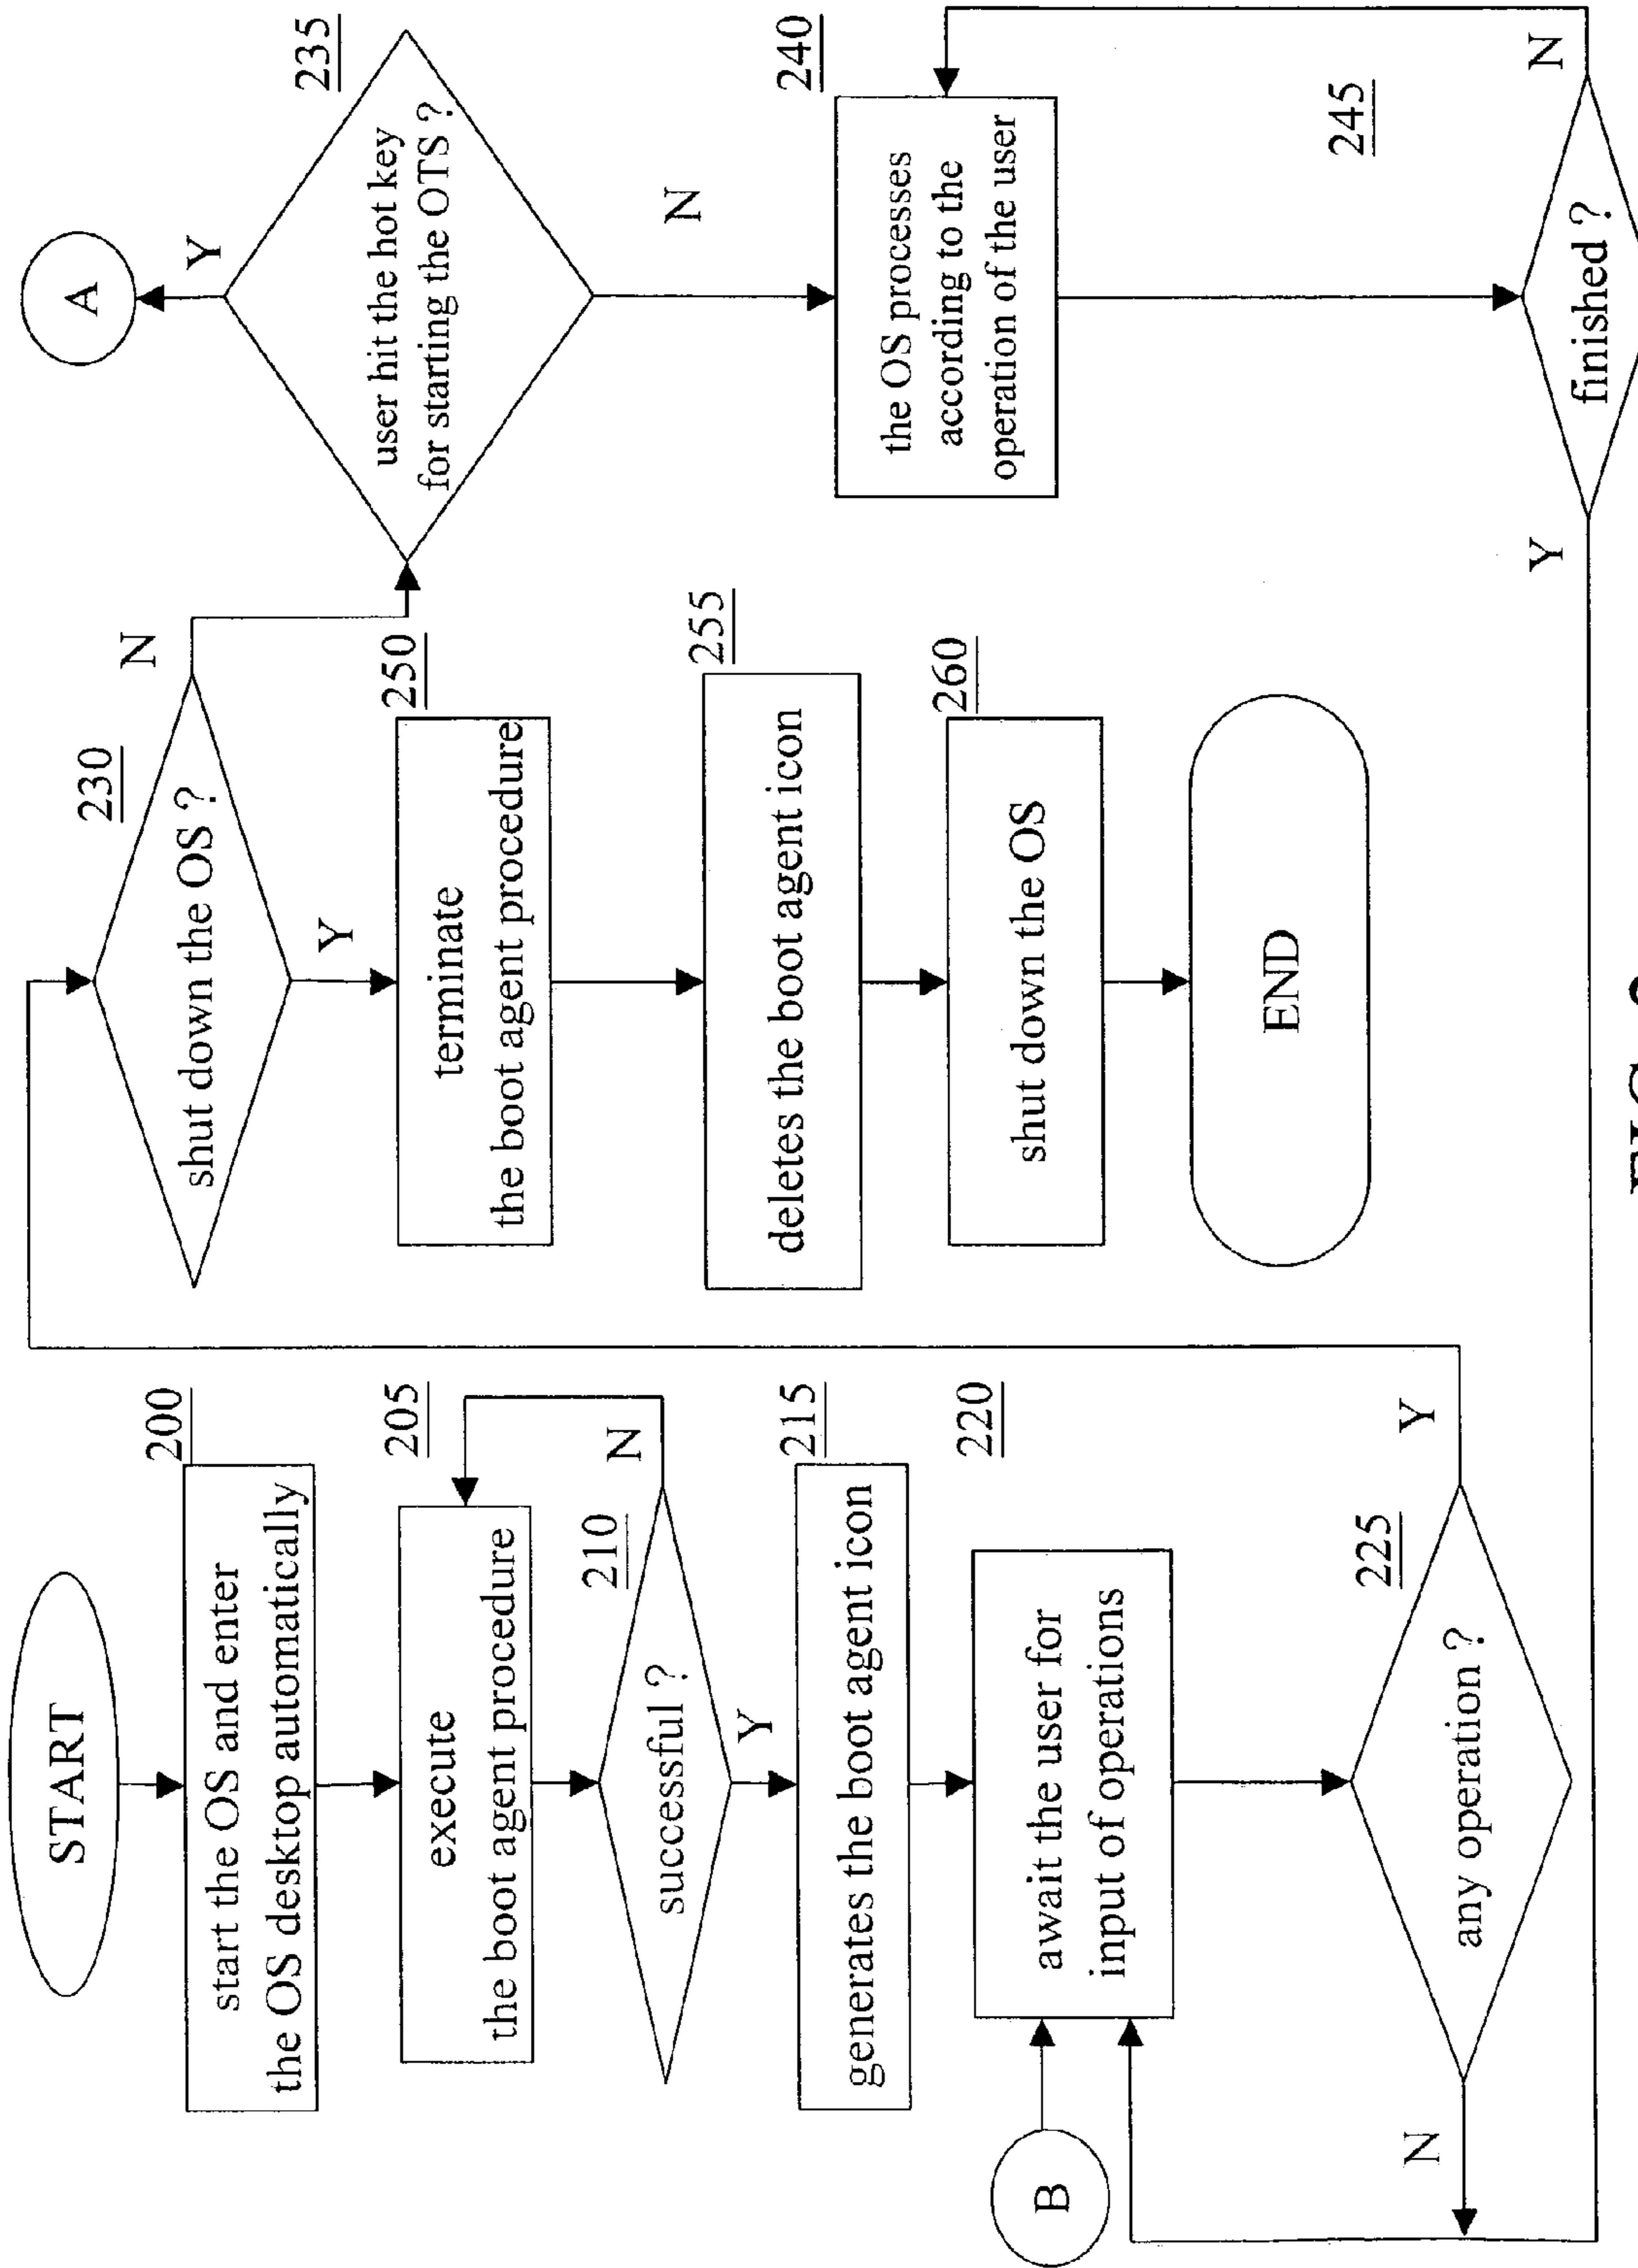 START
200
start the OS and enter
the OS desktop automatically
205
execute
the boot agent procedure
210
successful ?
N
Y
215
generates the boot agent icon
220
await the user for
input of operations
B
225
any operation ?
Y
N
230
shut down the OS ?
N
Y
250
terminate
the boot agent procedure
255
deletes the boot agent icon
260
shut down the OS
END
A
Y
235
user hit the hot key
for starting the OTS ?
N
240
the OS processes
according to the
operation of the user
245
finished ?
N
Y